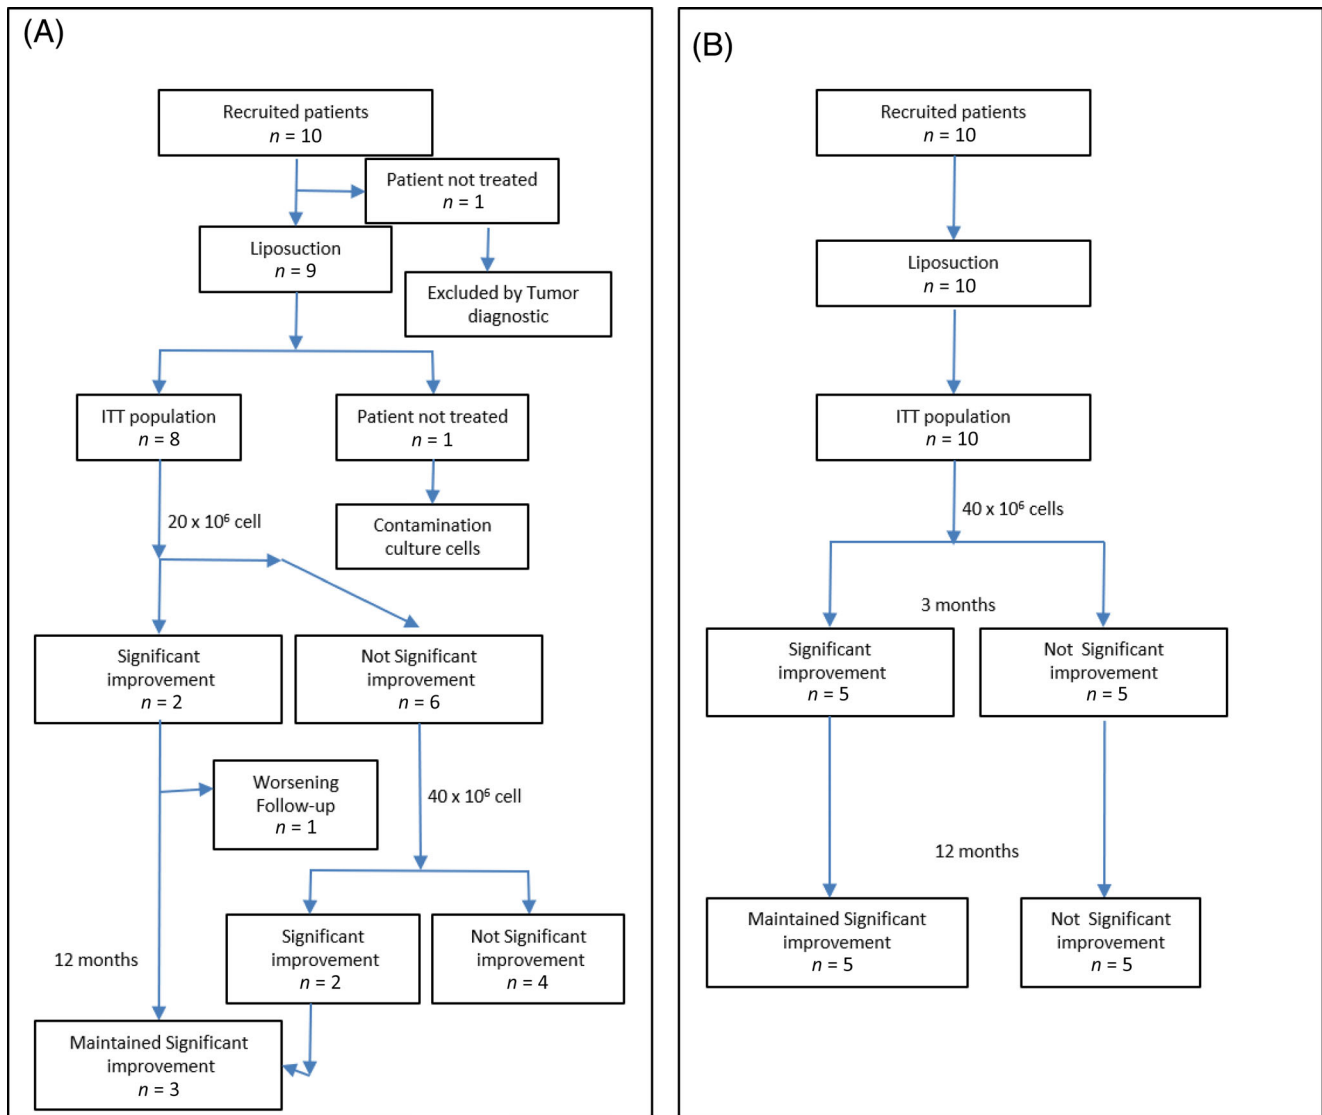 (A)
Recruited patients
n = 10
Patient not treated
n = 1
Liposuction
n = 9
Excluded by Tumor
diagnostic
ITT population
n = 8
Patient not treated
n = 1
20 x 10⁶ cell
Contamination
culture cells
Significant
improvement
n = 2
Not Significant
improvement
n = 6
Worsening
Follow-up
n = 1
40 x 10⁶ cell
Significant
improvement
n = 2
Not Significant
improvement
n = 4
12 months
Maintained Significant
improvement
n = 3
(B)
Recruited patients
n = 10
Liposuction
n = 10
ITT population
n = 10
40 x 10⁶ cells
3 months
Significant
improvement
n = 5
Not Significant
improvement
n = 5
12 months
Maintained Significant
improvement
n = 5
Not Significant
improvement
n = 5